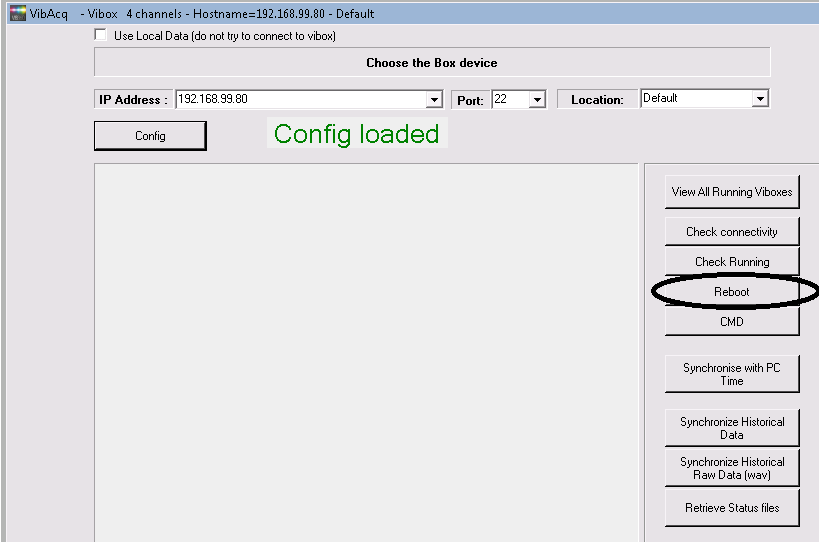 VibAcq - Vibox 4 channels - Hostname=192.168.99.80 - Default
Use Local Data (do not try to connect to vibox)
Choose the Box device
IP Address : 192.168.99.80 Port: 22 Location: Default
Config Config loaded
View All Running Viboxes
Check connectivity
Check Running
Reboot
CMD
Synchronise with PC
Time
Synchronize Historical
Data
Synchronize Historical
Raw Data (wav)
Retrieve Status files